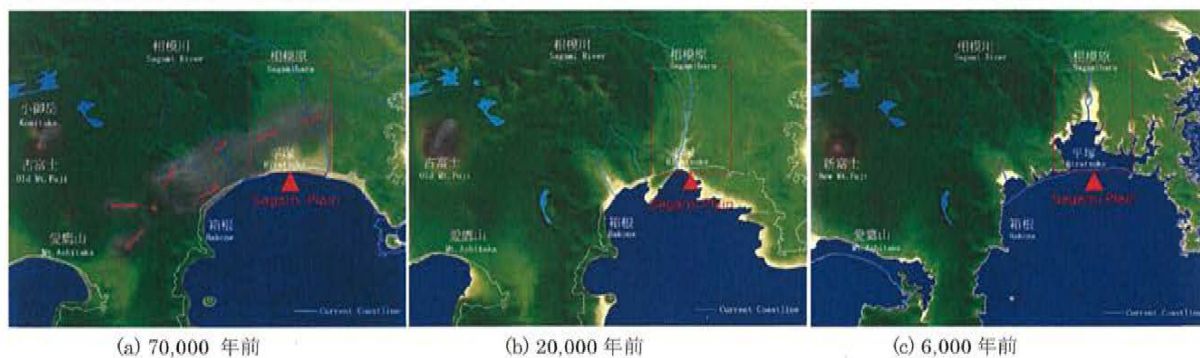 相模川
Sagami River
相模原
Sagamihara
小御岳
Komitake
古富士
Old Mt.Fuji
平塚
Hiratsuka
Sagami Plain
箱根
Hakone
愛鷹山
Mt.Ashitaka
Current Coastline
(a) 70,000 年前
相模川
Sagami River
相模原
Sagamihara
古富士
Old Mt.Fuji
Hiratsuka
Sagami Plain
箱根
Hakone
愛鷹山
Mt.Ashitaka
Current Coastline
(b) 20,000 年前
相模川
Sagami River
相模原
Sagamihara
新富士
New Mt.Fuji
平塚
Hiratsuka
Sagami Plain
箱根
Hakone
愛鷹山
Mt.Ashitaka
Current Coastline
(c) 6,000 年前